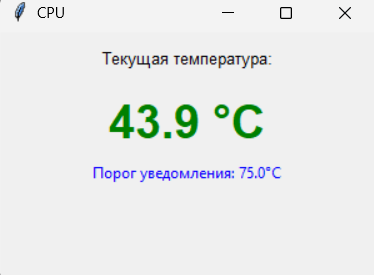 CPU
Текущая температура:
43.9 °C
Порог уведомления: 75.0°C